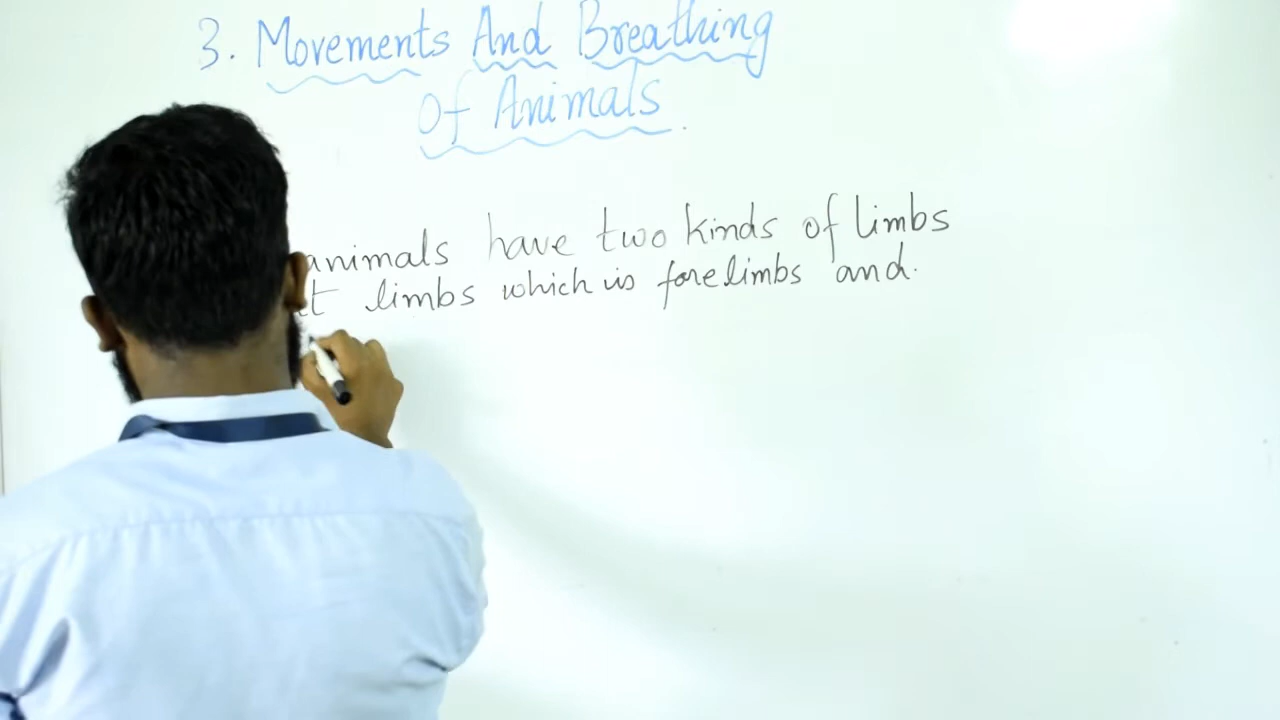 3. Movements And Breathing
Of Animals.
animals have two kinds of limbs
limbs which is forelimbs and.